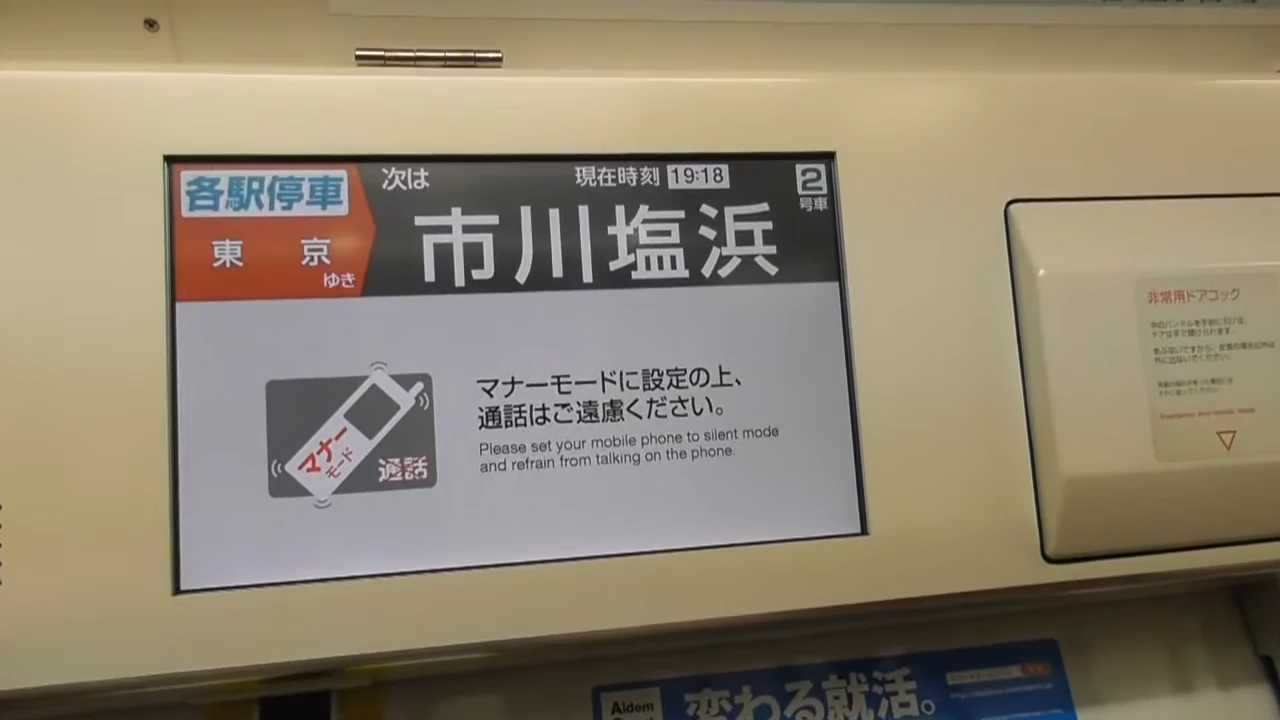 各駅停車
東京
ゆき
次は
現在時刻 19:18
市川塩浜
2
号車
マナー
モード
通話
マナーモードに設定の上、
通話はご遠慮ください。
Please set your mobile phone to silent mode
and refrain from talking on the phone.
非常用ドアコック
Aidem
変わる就活。